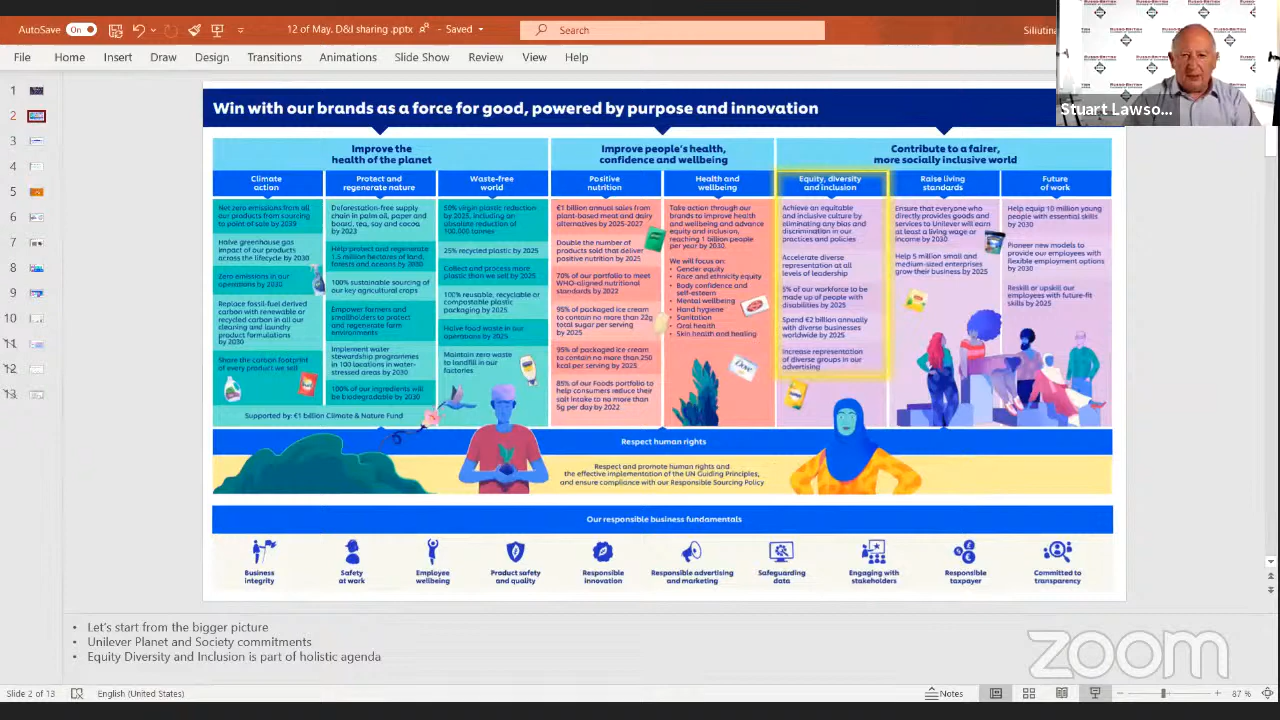 AutoSave On
12 of May. D&I sharing .pptx - Saved
Search
Siliutina
File Home Insert Draw Design Transitions Animations Slide Sho Review View Help
RUSSO-BRITISH
Stuart Lawso...
1
2
3
6
8
10
11
12
13
Win with our brands as a force for good, powered by purpose and innovation
Improve the
health of the planet
Climate
action
Net zero emissions from all
our products from sourcing
to point of sale by 2039
Halve greenhouse gas
impact of our products
across the lifecycle by 2030
Zero emissions in our
operations by 2030
Replace fossil-fuel derived
carbon with renewable or
recycled carbon in all our
cleaning and laundry
product formulations
by 2030
Share the carbon footprint
of every product we sell
Protect and
regenerate nature
Deforestation-free supply
chain in palm oil, paper and
board, tea, soy and cocoa
by 2023
Help protect and regenerate
1.5 million hectares of land,
forests and oceans by 2030
100% sustainable sourcing of
our key agricultural crops
Empower farmers and
smallholders to protect
and regenerate farm
environments
Implement water
stewardship programmes
in 100 locations in water-
stressed areas by 2030
100% of our ingredients will
be biodegradable by 2030
Waste-free
world
50% virgin plastic reduction
by 2025, including an
absolute reduction of
100,000 tonnes
25% recycled plastic by 2025
Collect and process more
plastic than we sell by 2025
100% reusable, recyclable or
compostable plastic
packaging by 2025
Halve food waste in our
operations by 2025
Maintain zero waste
to landfill in our
factories
Supported by: €1 billion Climate & Nature Fund
Improve people's health,
confidence and wellbeing
Positive
nutrition
€1 billion annual sales from
plant-based meat and dairy
alternatives by 2025-2027
Double the number of
products sold that deliver
positive nutrition by 2025
70% of our portfolio to meet
WHO-aligned nutritional
standards by 2022
95% of packaged ice cream
to contain no more than 22g
total sugar per serving
by 2025
95% of packaged ice cream
to contain no more than 250
kcal per serving by 2025
85% of our Foods portfolio to
help consumers reduce their
salt intake to no more than
5g per day by 2022
Health and
wellbeing
Take action through our
brands to improve health
and wellbeing and advance
equity and inclusion,
reaching 1 billion people
per year by 2030.
We will focus on:
• Gender equity
• Race and ethnicity equity
• Body confidence and
self-esteem
• Mental wellbeing
• Hand hygiene
• Sanitation
• Oral health
• Skin health and healing
Dove
Contribute to a fairer,
more socially inclusive world
Equity, diversity
and inclusion
Achieve an equitable
and inclusive culture by
eliminating any bias and
discrimination in our
practices and policies
Accelerate diverse
representation at all
levels of leadership
5% of our workforce to be
made up of people with
disabilities by 2025
Spend €2 billion annually
with diverse businesses
worldwide by 2025
Increase representation
of diverse groups in our
advertising
Raise living
standards
Ensure that everyone who
directly provides goods and
services to Unilever will earn
at least a living wage or
income by 2030
Help 5 million small and
medium-sized enterprises
grow their business by 2025
Future
of work
Help equip 10 million young
people with essential skills
by 2030
Pioneer new models to
provide our employees with
flexible employment options
by 2030
Reskill or upskill our
employees with future-fit
skills by 2025
Respect human rights
Respect and promote human rights and
the effective implementation of the UN Guiding Principles,
and ensure compliance with our Responsible Sourcing Policy
Our responsible business fundamentals
Business
integrity
Safety
at work
Employee
wellbeing
Product safety
and quality
Responsible
innovation
Responsible advertising
and marketing
Safeguarding
data
Engaging with
stakeholders
Responsible
taxpayer
Committed to
transparency
• Let's start from the bigger picture
• Unilever Planet and Society commitments
• Equity Diversity and Inclusion is part of holistic agenda
zoom
Slide 2 of 13 English (United States) Notes 87 %